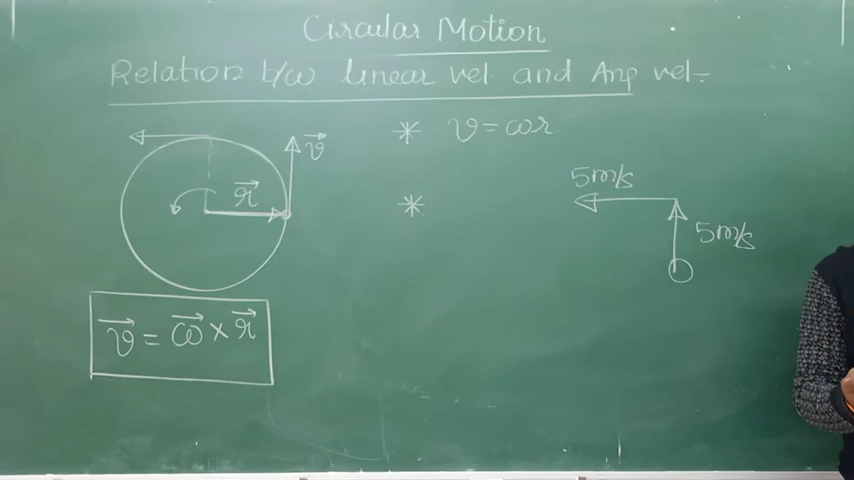 Circular Motion
Relation b/w linear vel and Ang vel:-
v = ωr
v⃗
r⃗
5m/s
5m/s
v⃗ = ω⃗ × r⃗